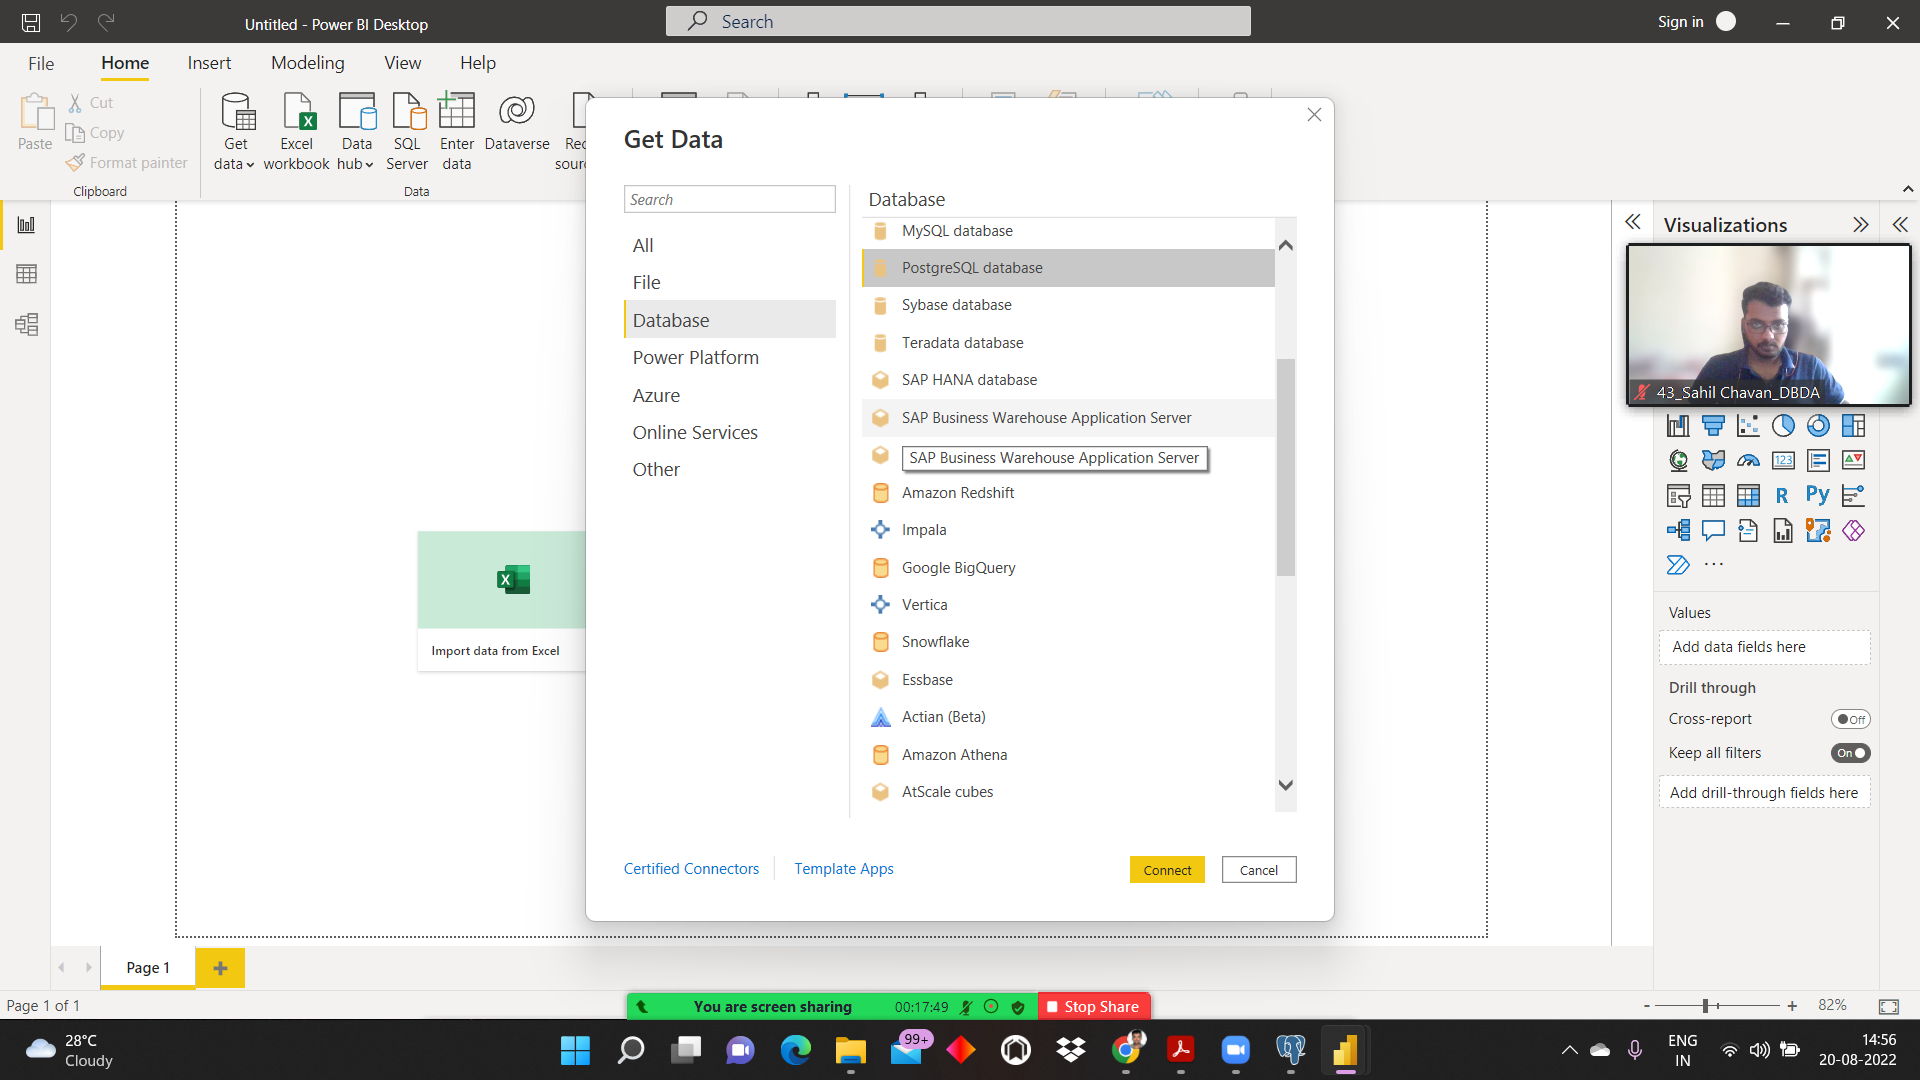 Untitled - Power BI Desktop
Search
Sign in
File
Home
Insert
Modeling
View
Help
Paste
Cut
Copy
Format painter
Clipboard
Get
data
Excel
workbook
Data
hub
SQL
Server
Enter
data
Dataverse
Data
Get Data
Search
All
File
Database
Power Platform
Azure
Online Services
Other
Database
MySQL database
PostgreSQL database
Sybase database
Teradata database
SAP HANA database
SAP Business Warehouse Application Server
SAP Business Warehouse Application Server
Amazon Redshift
Impala
Google BigQuery
Vertica
Snowflake
Essbase
Actian (Beta)
Amazon Athena
AtScale cubes
Certified Connectors
Template Apps
Connect
Cancel
Import data from Excel
Visualizations
43_Sahil Chavan_DBDA
123
R
Py
Values
Add data fields here
Drill through
Cross-report
Off
Keep all filters
On
Add drill-through fields here
Page 1
Page 1 of 1
You are screen sharing
00:17:49
Stop Share
82%
28°C
Cloudy
99+
ENG
IN
14:56
20-08-2022